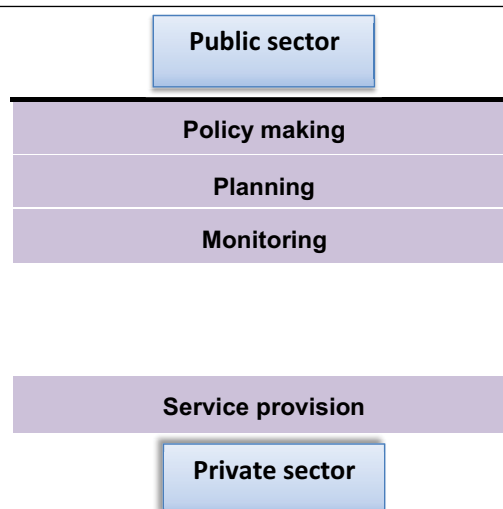 Public sector
Policy making
Planning
Monitoring
Service provision
Private sector